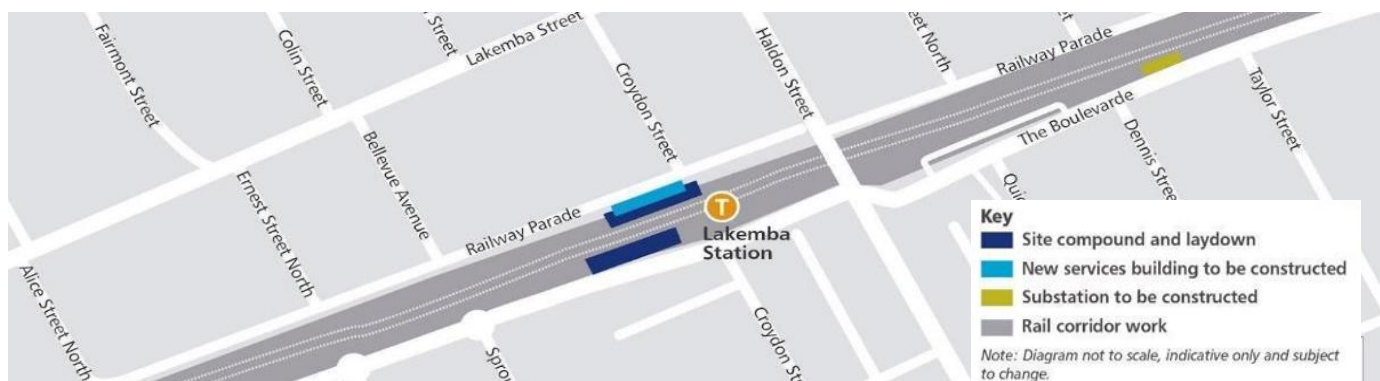 Fairmont Street
Colin Street
Street
Lakemba Street
Croydon Street
Haldon Street
Street North
Railway Parade
Taylor Street
The Boulevarde
Dennis Street
Bellevue Avenue
Ernest Street North
Railway Parade
T
Lakemba
Station
Alice Street North
Croydon St
Key
Site compound and laydown
New services building to be constructed
Substation to be constructed
Rail corridor work
Note: Diagram not to scale, indicative only and subject
to change.